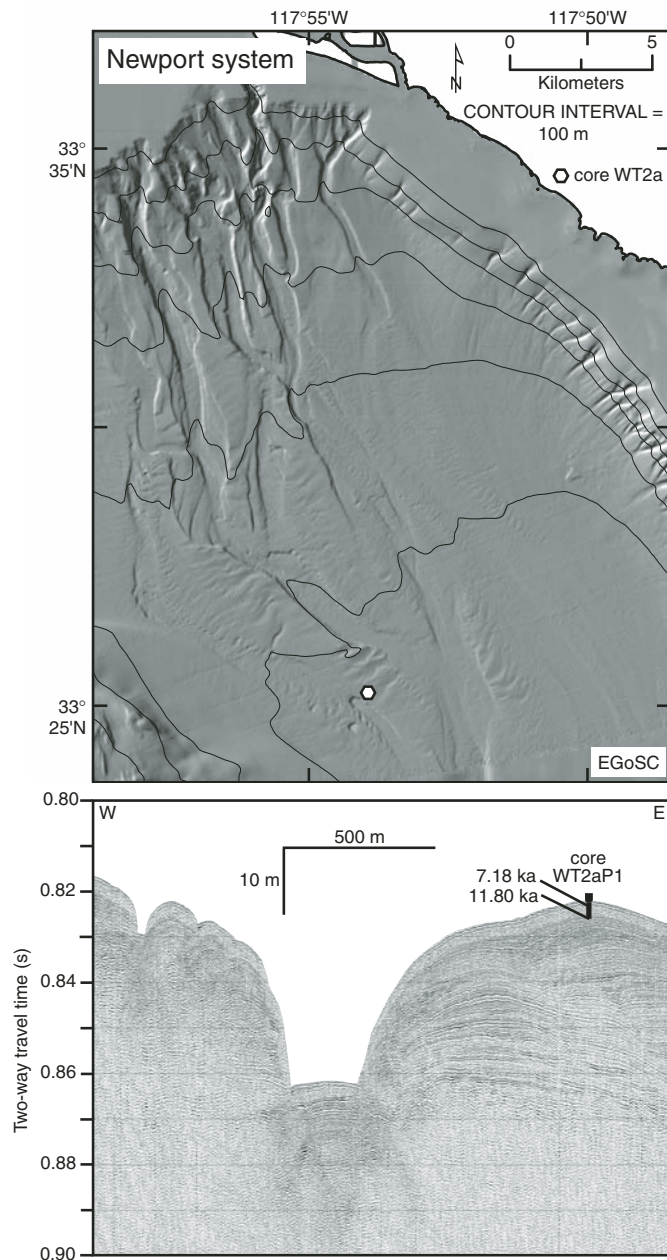 117°55'W
117°50'W
Newport system
0
5
Kilometers
N
CONTOUR INTERVAL =
100 m
33°
35'N
core WT2a
33°
25'N
EGoSC
0.80
W
E
500 m
core
WT2aP1
10 m
7.18 ka
11.80 ka
0.82
0.84
Two-way travel time (s)
0.86
0.88
0.90